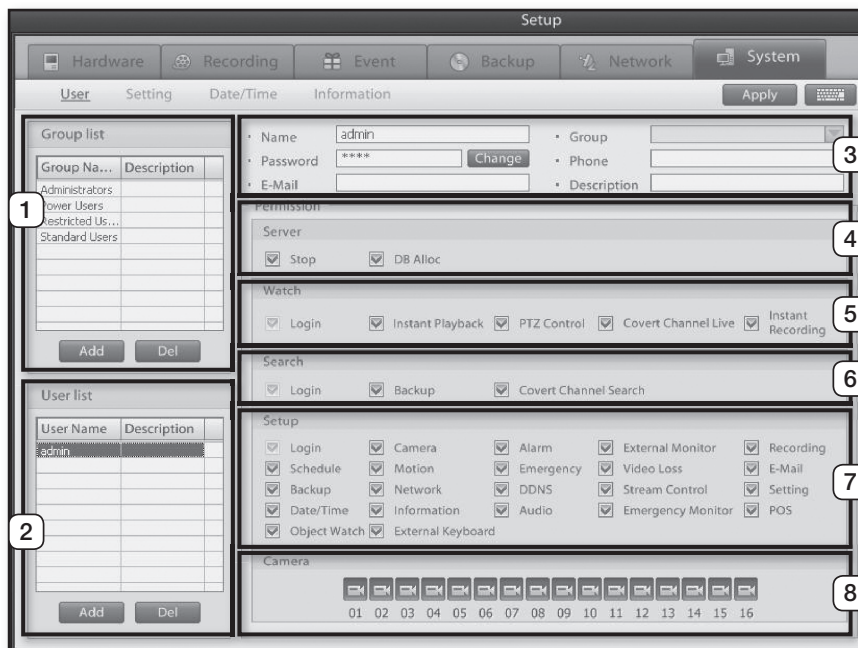 Setup
Hardware Recording Event Backup Network System
User Setting Date/Time Information Apply
Group list
Group Na... Description
Administrators
Power Users
Restricted Us...
Standard Users
Add Del
1
User list
User Name Description
admin
Add Del
2
Name admin Group
Password **** Change Phone
E-Mail Description
3
Permission
Server
Stop DB Alloc
4
Watch
Login Instant Playback PTZ Control Covert Channel Live Instant Recording
5
Search
Login Backup Covert Channel Search
6
Setup
Login Camera Alarm External Monitor Recording
Schedule Motion Emergency Video Loss E-Mail
Backup Network DDNS Stream Control Setting
Date/Time Information Audio Emergency Monitor POS
Object Watch External Keyboard
7
Camera
01 02 03 04 05 06 07 08 09 10 11 12 13 14 15 16
8